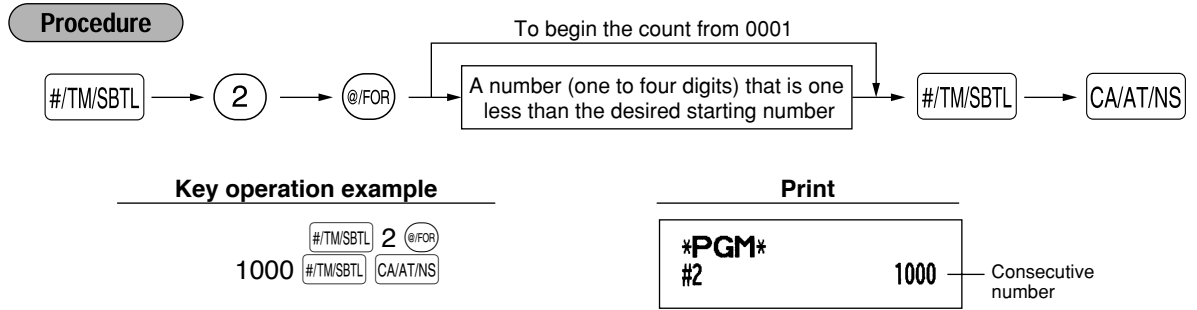 Procedure
To begin the count from 0001
#/TM/SBTL 2 @/FOR A number (one to four digits) that is one #/TM/SBTL CA/AT/NS
less than the desired starting number
Key operation example
#/TM/SBTL 2 @/FOR
1000 #/TM/SBTL CA/AT/NS
Print
*PGM*
#2 1000 Consecutive
number